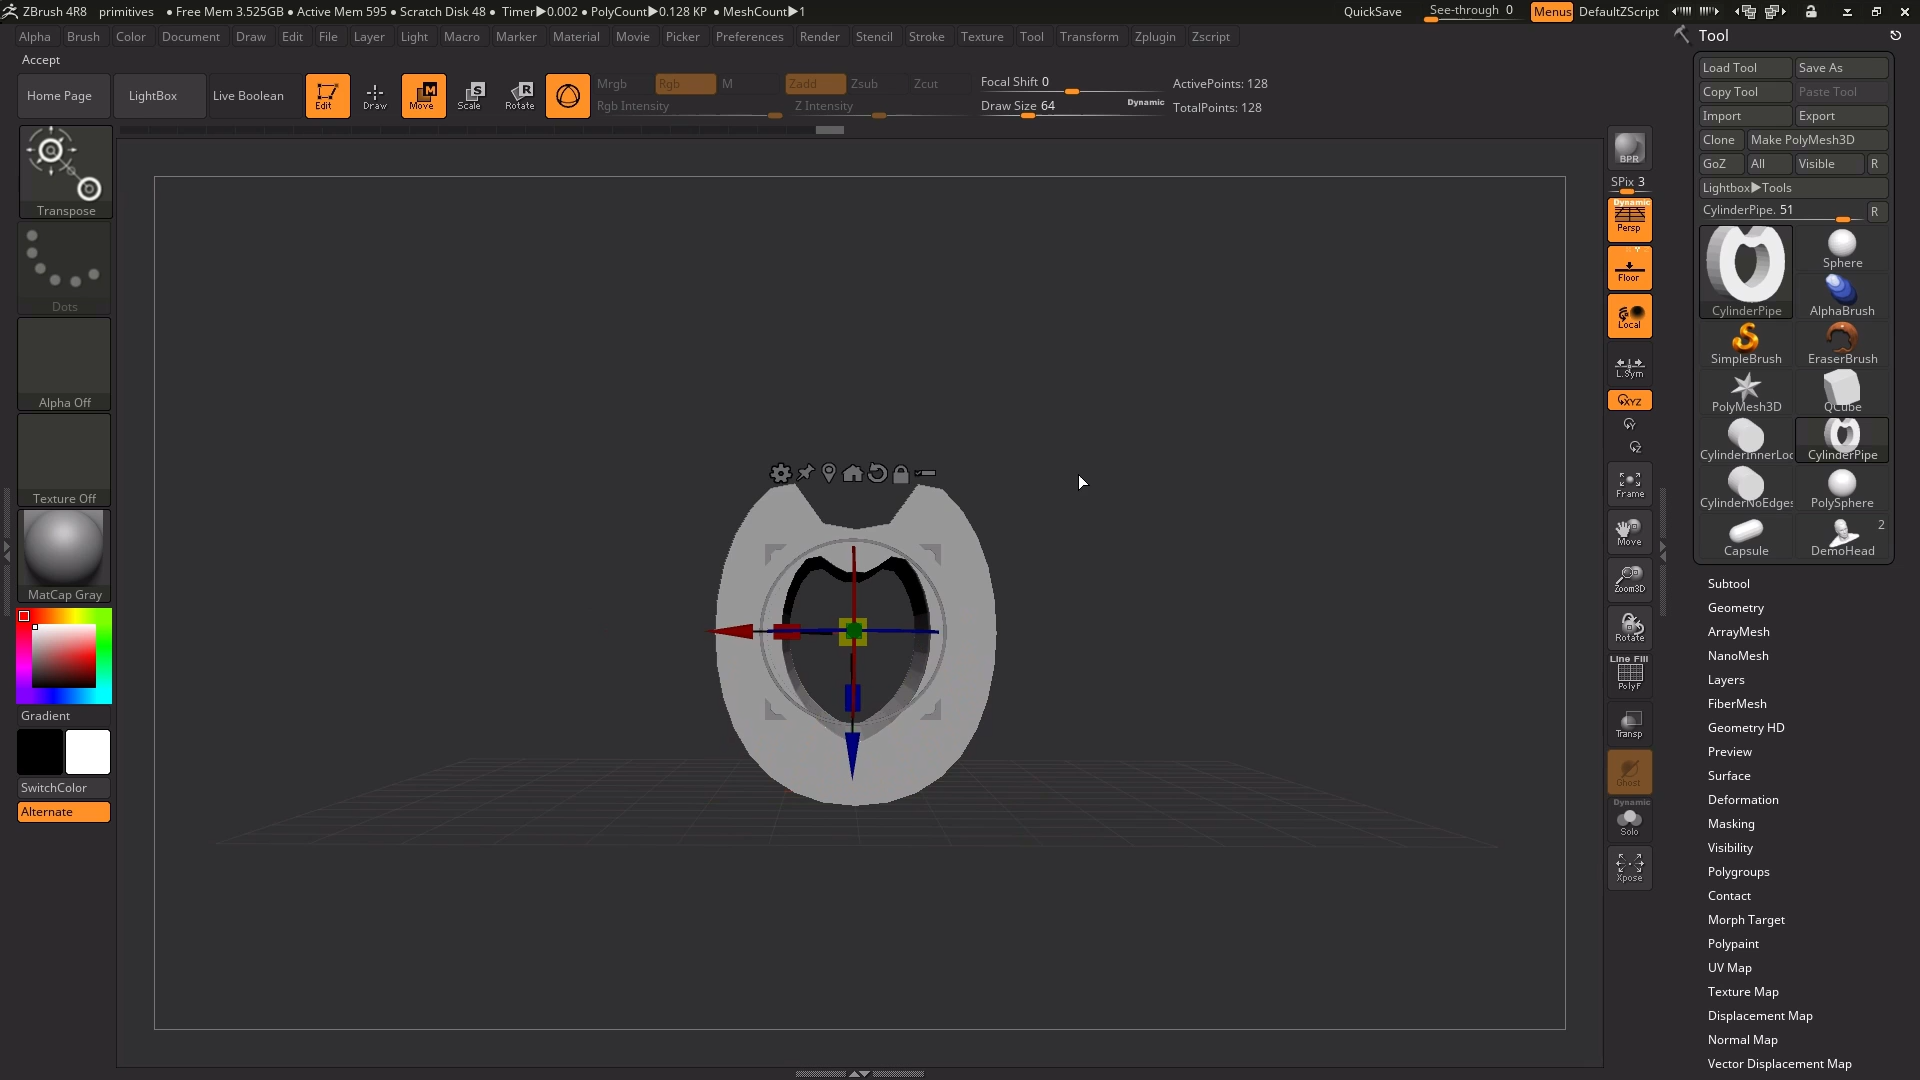 ZBrush 4R8 primitives • Free Mem 3.525GB • Active Mem 595 • Scratch Disk 48 • Timer▶0.002 • PolyCount▶0.128 KP • MeshCount▶1 QuickSave See-through 0 Menus DefaultZScript
Alpha Brush Color Document Draw Edit File Layer Light Macro Marker Material Movie Picker Preferences Render Stencil Stroke Texture Tool Transform Zplugin Zscript
Accept
Home Page LightBox Live Boolean Edit Draw Move Scale Rotate
Mrgb Rgb M Zadd Zsub Zcut Focal Shift 0 ActivePoints: 128
Rgb Intensity Z Intensity Draw Size 64 Dynamic TotalPoints: 128
Transpose
Dots
Alpha Off
Texture Off
MatCap Gray
Gradient
SwitchColor
Alternate
BPR
SPix 3
Dynamic
Persp
Floor
Local
L.Sym
XYZ
Y
Z
Frame
Move
Zoom3D
Rotate
Line Fill
PolyF
Transp
Ghost
Dynamic
Solo
Xpose
Tool
Load Tool Save As
Copy Tool Paste Tool
Import Export
Clone Make PolyMesh3D
GoZ All Visible R
Lightbox▶Tools
CylinderPipe. 51 R
Sphere
CylinderPipe AlphaBrush
SimpleBrush EraserBrush
PolyMesh3D QCube
CylinderInnerLoc CylinderPipe
CylinderNoEdges PolySphere
2
Capsule DemoHead
Subtool
Geometry
ArrayMesh
NanoMesh
Layers
FiberMesh
Geometry HD
Preview
Surface
Deformation
Masking
Visibility
Polygroups
Contact
Morph Target
Polypaint
UV Map
Texture Map
Displacement Map
Normal Map
Vector Displacement Map